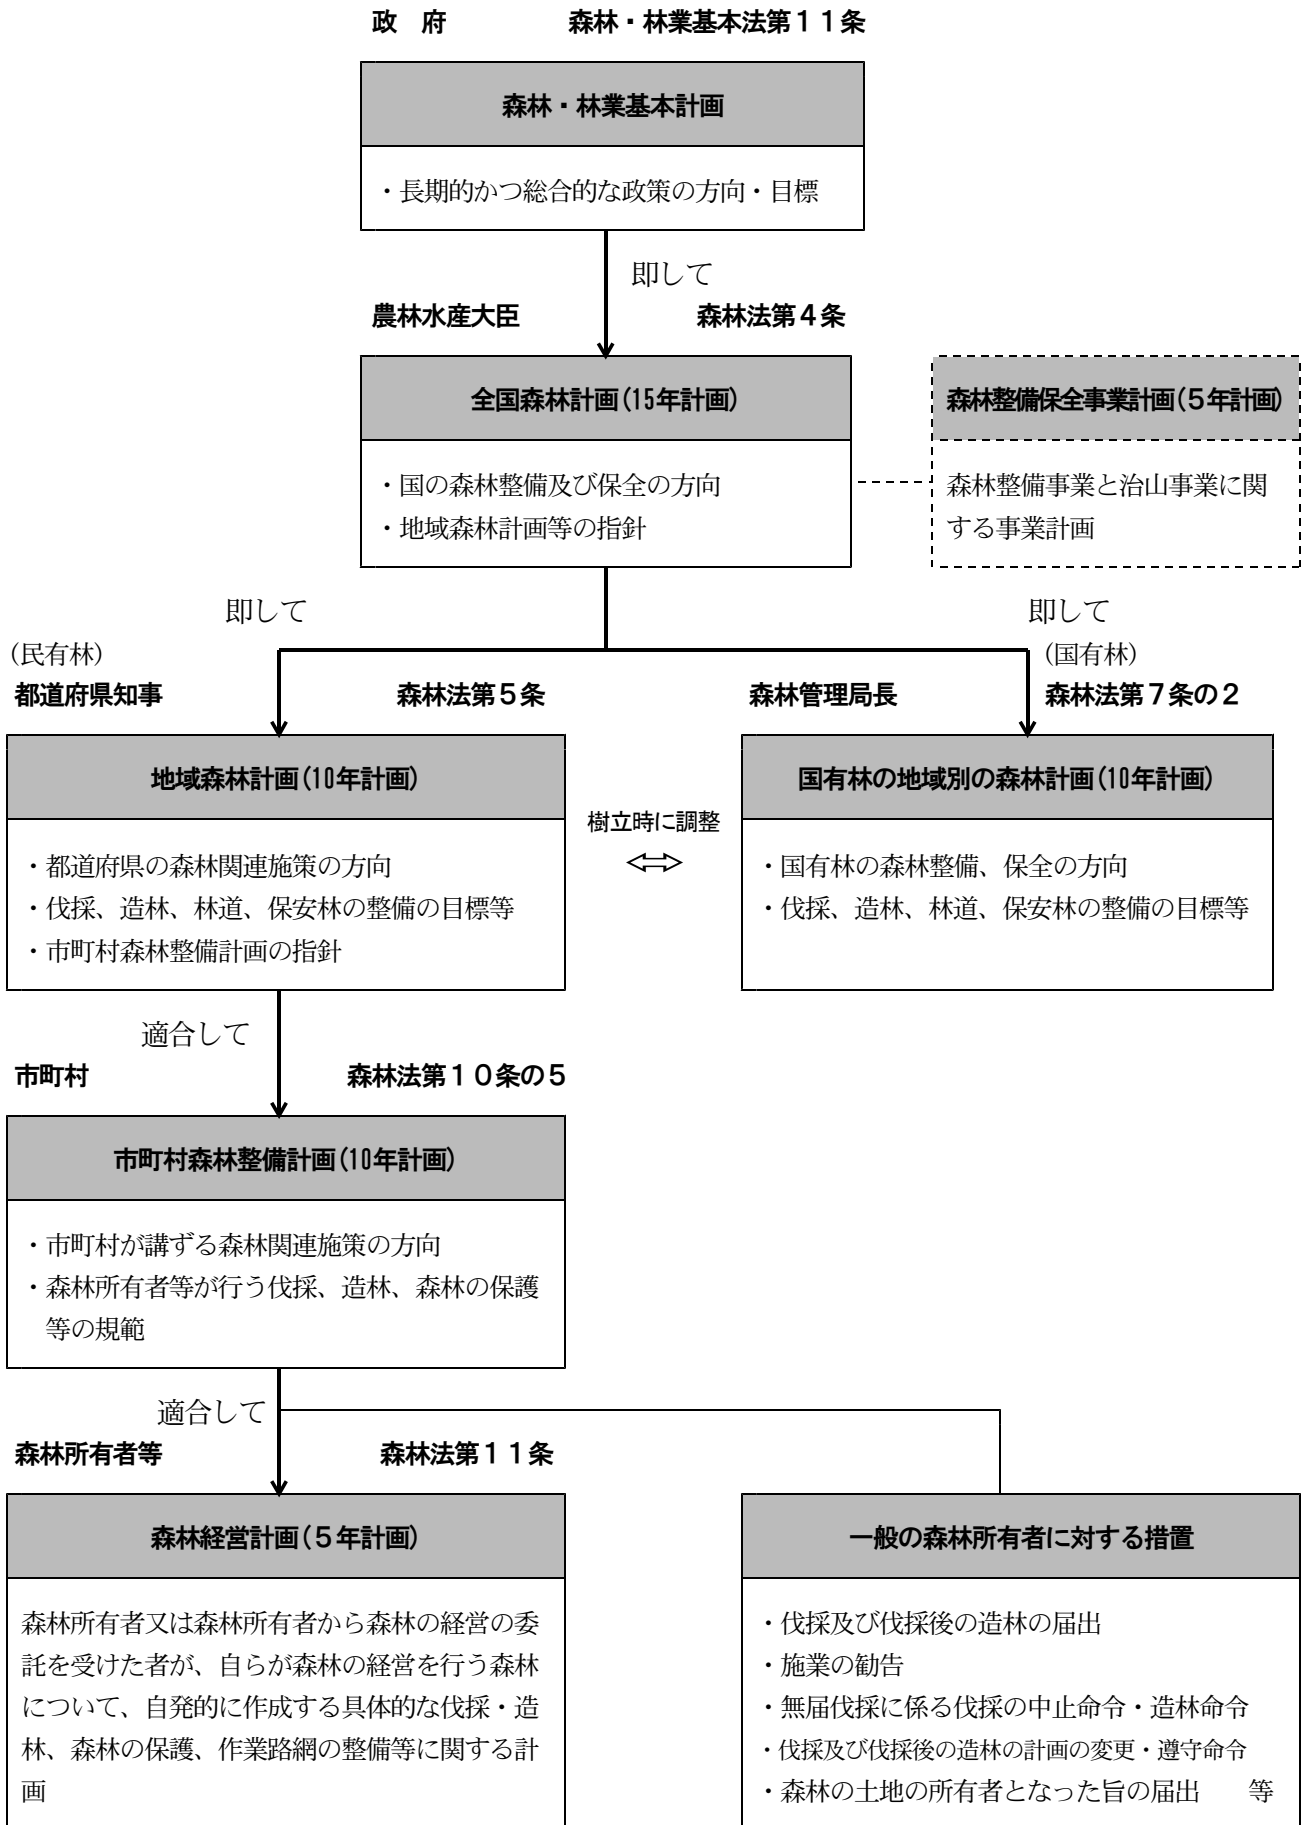 政　府　　　　　森林・林業基本法第１１条
森林・林業基本計画
・長期的かつ総合的な政策の方向・目標
即して
農林水産大臣　　　　　　　森林法第４条
全国森林計画(15年計画)
・国の森林整備及び保全の方向
・地域森林計画等の指針
森林整備保全事業計画(５年計画)
森林整備事業と治山事業に関
する事業計画
即して
即して
(民有林)
都道府県知事　　　　　　　　　森林法第５条
(国有林)
森林管理局長　　　　　　森林法第７条の２
地域森林計画(10年計画)
・都道府県の森林関連施策の方向
・伐採、造林、林道、保安林の整備の目標等
・市町村森林整備計画の指針
樹立時に調整
国有林の地域別の森林計画(10年計画)
・国有林の森林整備、保全の方向
・伐採、造林、林道、保安林の整備の目標等
適合して
市町村　　　　　　　　　　森林法第１０条の５
市町村森林整備計画(10年計画)
・市町村が講ずる森林関連施策の方向
・森林所有者等が行う伐採、造林、森林の保護
等の規範
適合して
森林所有者等　　　　　　　　　森林法第１１条
森林経営計画(５年計画)
森林所有者又は森林所有者から森林の経営の委
託を受けた者が、自らが森林の経営を行う森林
について、自発的に作成する具体的な伐採・造
林、森林の保護、作業路網の整備等に関する計
画
一般の森林所有者に対する措置
・伐採及び伐採後の造林の届出
・施業の勧告
・無届伐採に係る伐採の中止命令・造林命令
・伐採及び伐採後の造林の計画の変更・遵守命令
・森林の土地の所有者となった旨の届出　　等